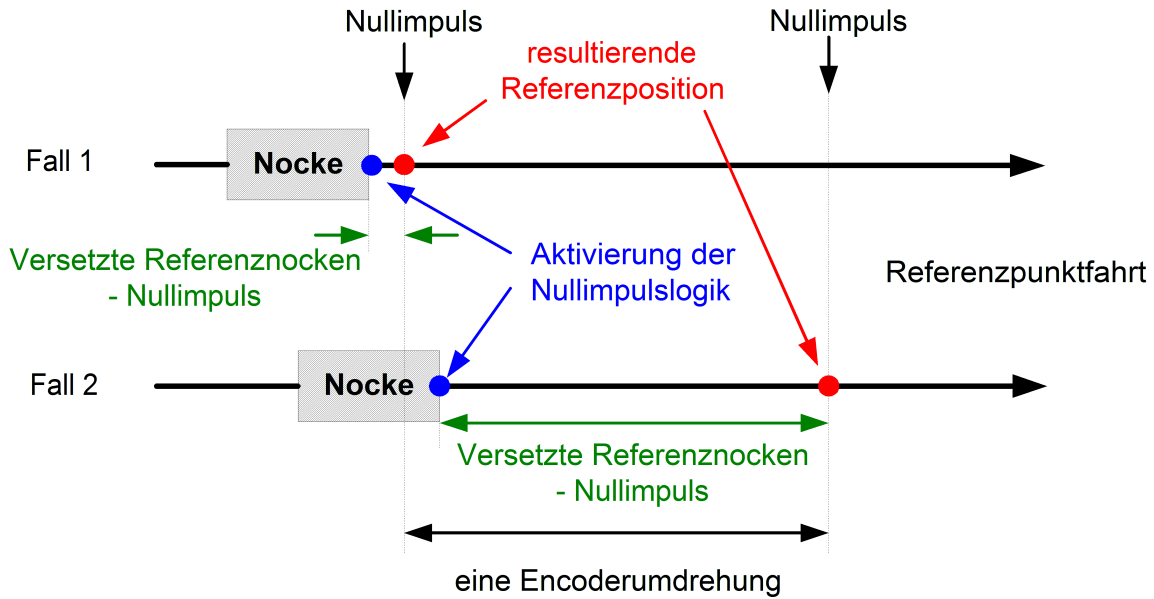 Nullimpuls
Nullimpuls
resultierende
Referenzposition
Fall 1
Nocke
Versetzte Referenznocken
- Nullimpuls
Aktivierung der
Nullimpulslogik
Referenzpunktfahrt
Fall 2
Nocke
Versetzte Referenznocken
- Nullimpuls
eine Encoderumdrehung